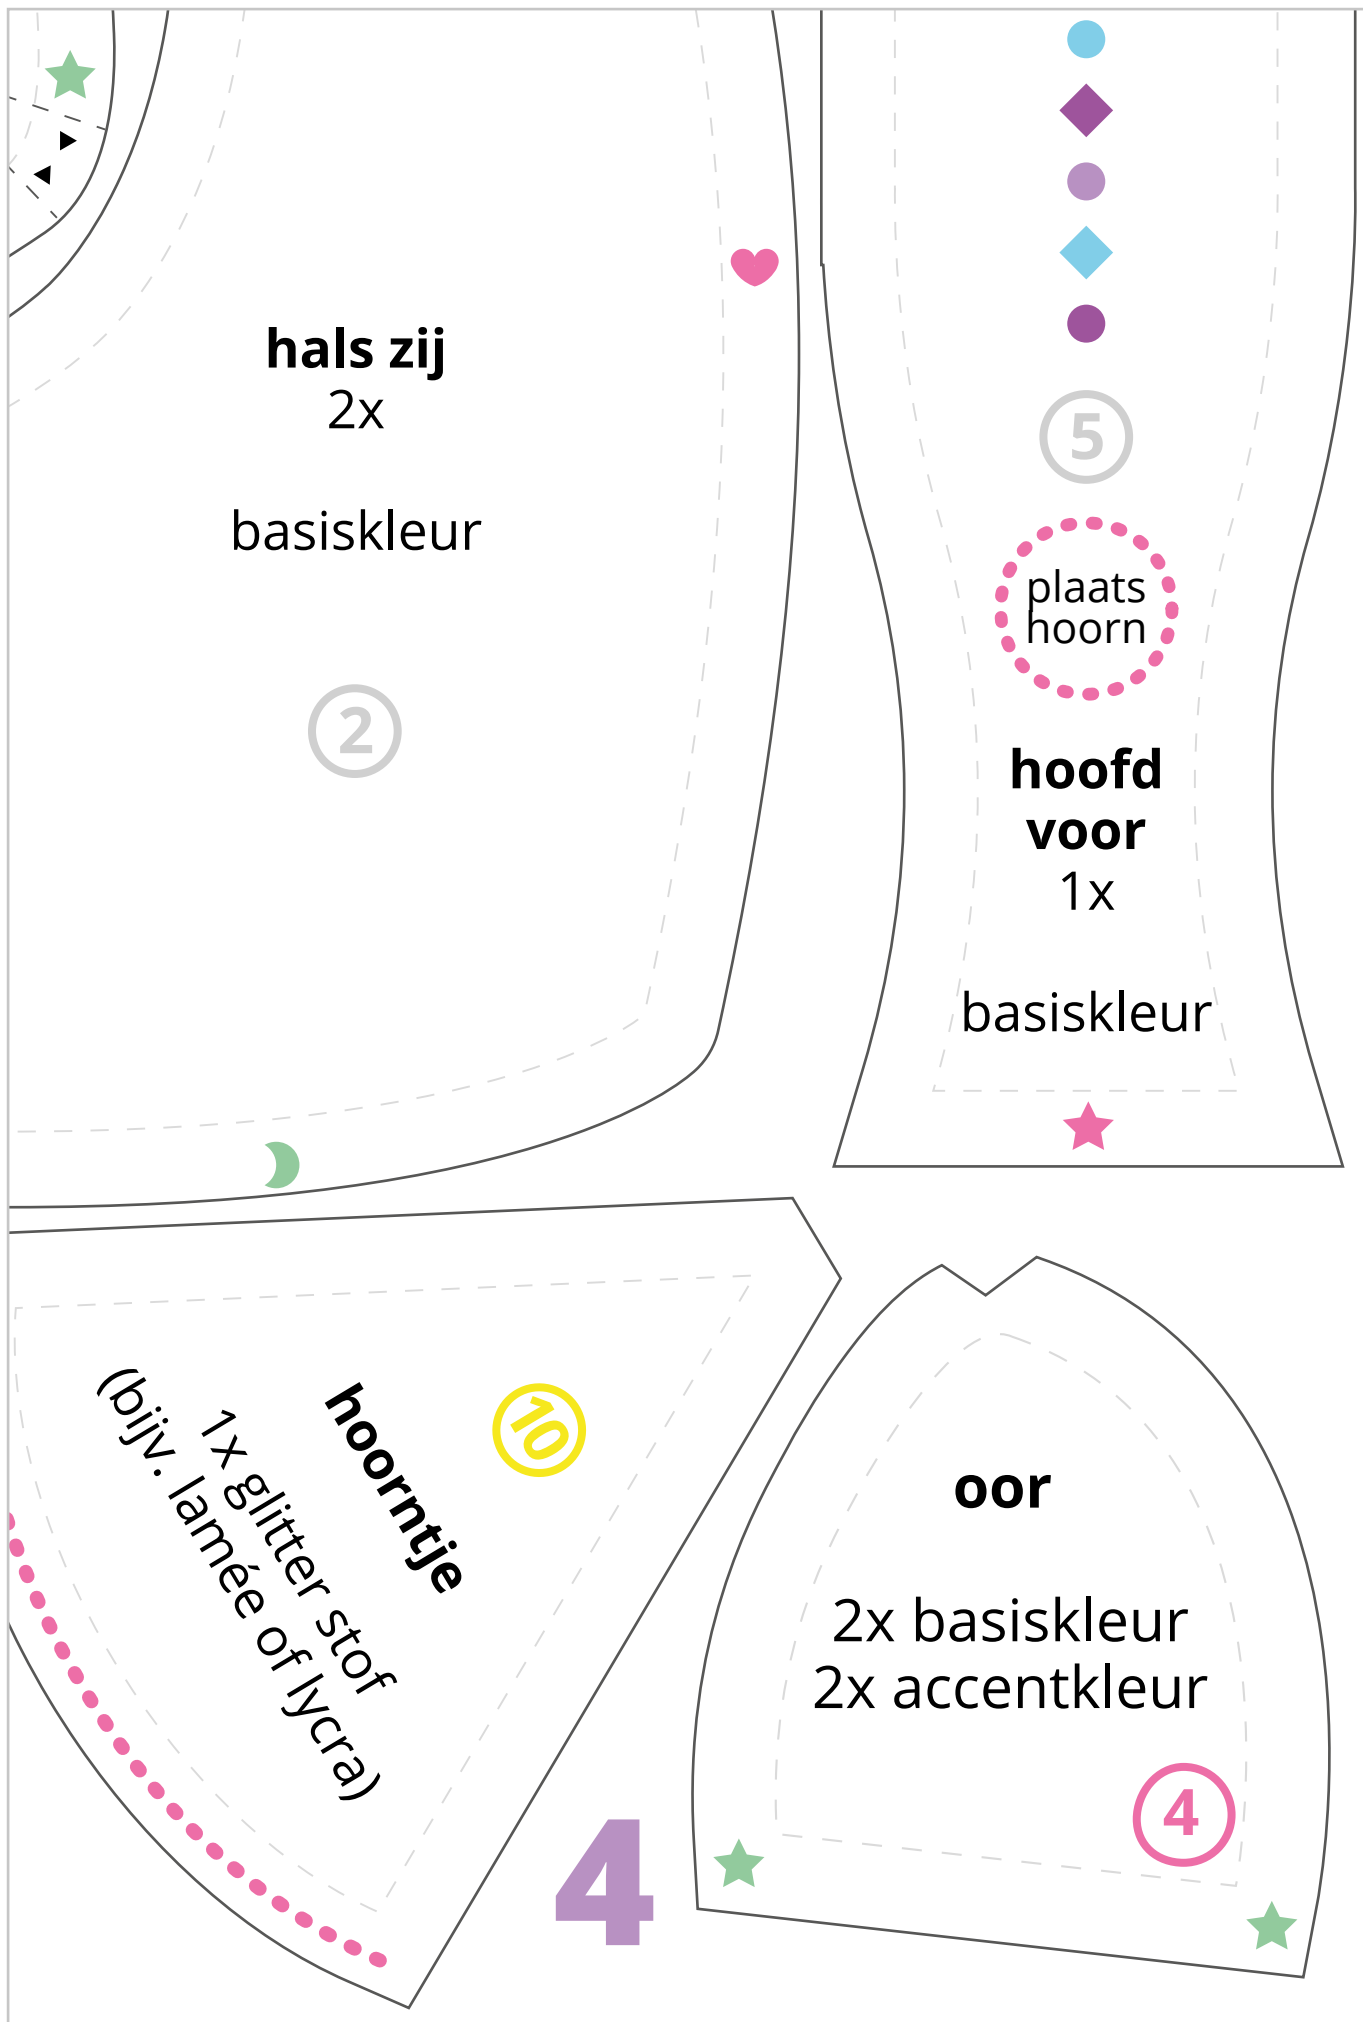 hals zij
2x
basiskleur
2
5
plaats
hoorn
hoofd
voor
1x
basiskleur
10
hoorntje
1x glitter stof
(bijv. lamée of lycra)
oor
2x basiskleur
2x accentkleur
4
4